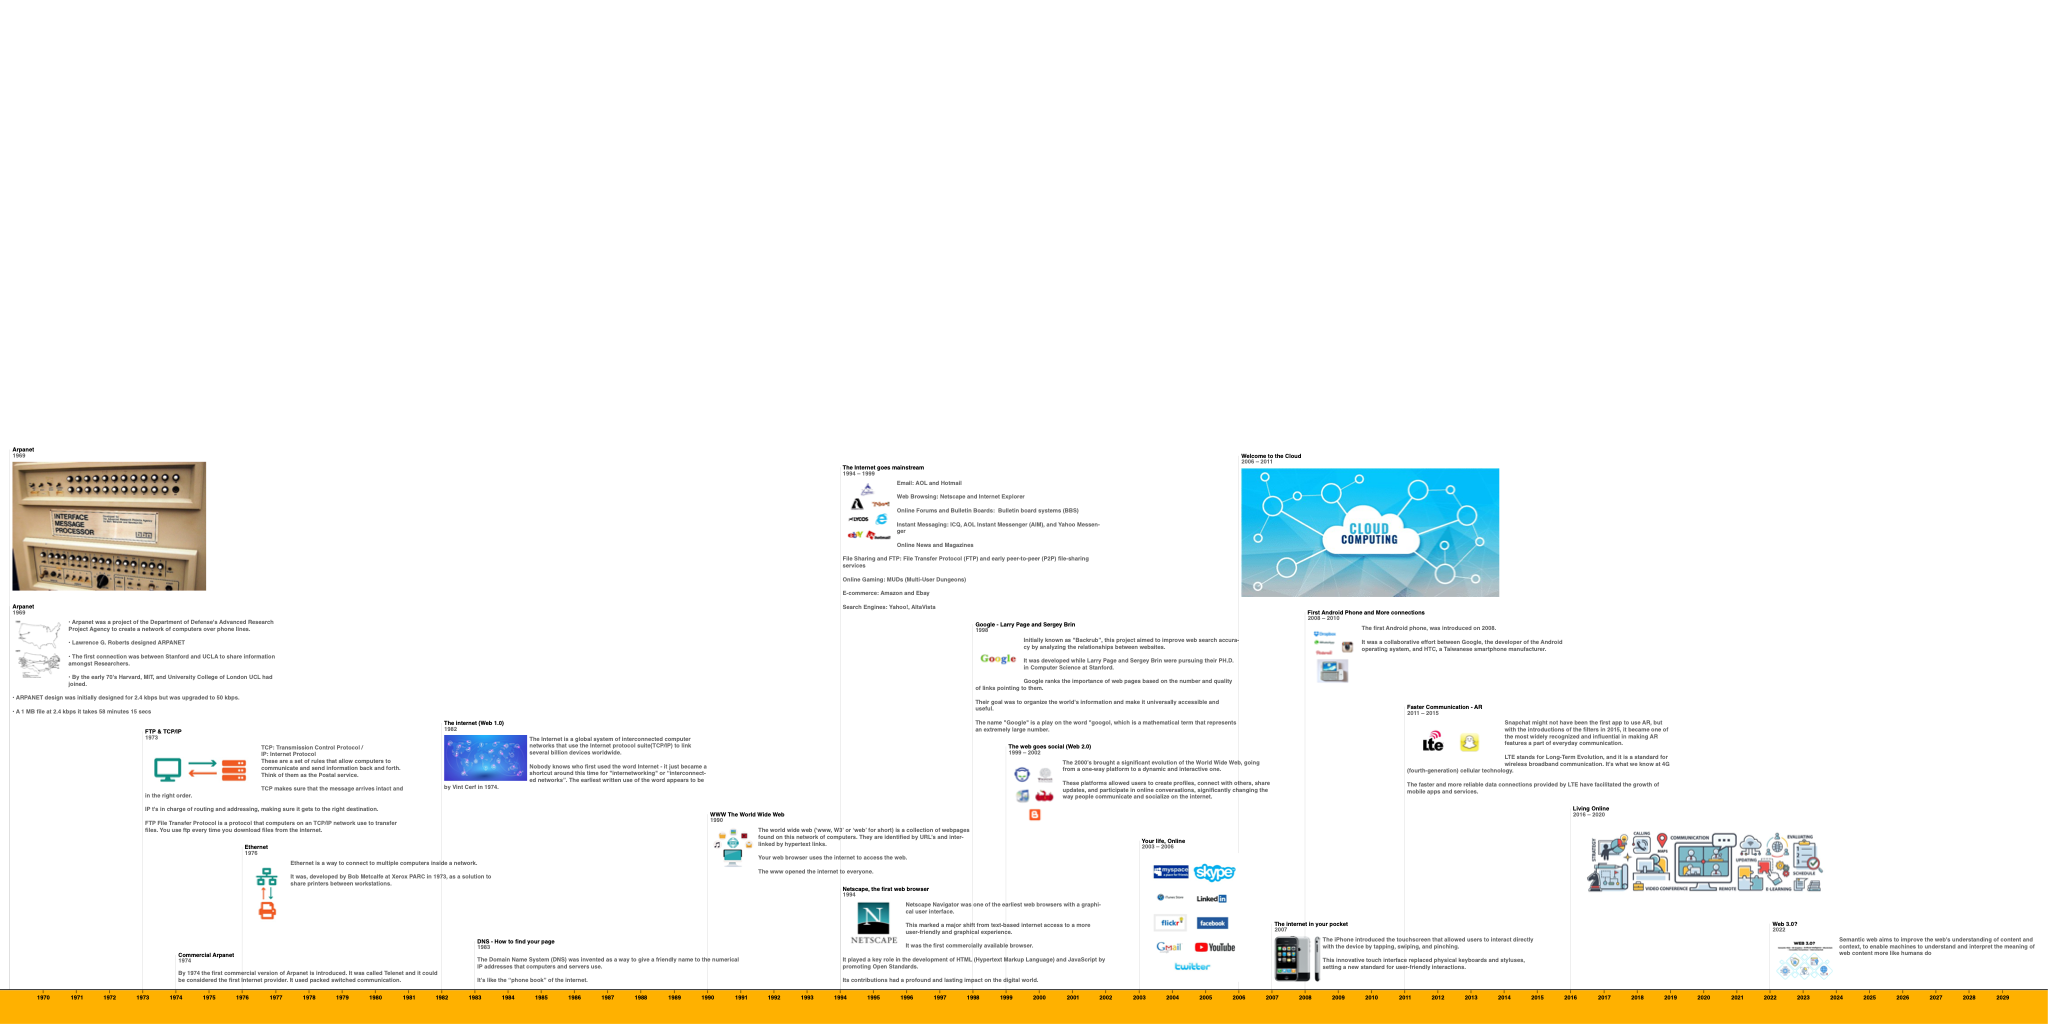 Arpanet
1969
INTERFACE
MESSAGE
PROCESSOR
bbn
Arpanet
1969
• Arpanet was a project of the Department of Defense's Advanced Research
Project Agency to create a network of computers over phone lines.
• Lawrence G. Roberts designed ARPANET
• The first connection was between Stanford and UCLA to share information
amongst Researchers.
• By the early 70's Harvard, MIT, and University College of London UCL had
joined.
• ARPANET design was initially designed for 2.4 kbps but was upgraded to 50 kbps.
• A 1 MB file at 2.4 kbps it takes 58 minutes 15 secs
FTP & TCP/IP
1973
TCP: Transmission Control Protocol /
IP: Internet Protocol
These are a set of rules that allow computers to
communicate and send information back and forth.
Think of them as the Postal service.
TCP makes sure that the message arrives intact and
in the right order.
IP it's in charge of routing and addressing, making sure it gets to the right destination.
FTP File Transfer Protocol is a protocol that computers on an TCP/IP network use to transfer
files. You use ftp every time you download files from the internet.
Commercial Arpanet
1974
By 1974 the first commercial version of Arpanet is introduced. It was called Telenet and it could
be considered the first Internet provider. It used packed switched communication.
Ethernet
1976
Ethernet is a way to connect to multiple computers inside a network.
It was, developed by Bob Metcalfe at Xerox PARC in 1973, as a solution to
share printers between workstations.
The internet (Web 1.0)
1982
The Internet is a global system of interconnected computer
networks that use the Internet protocol suite(TCP/IP) to link
several billion devices worldwide.
Nobody knows who first used the word Internet - it just became a
shortcut around this time for "internetworking" or "interconnect-
ed networks". The earliest written use of the word appears to be
by Vint Cerf in 1974.
DNS - How to find your page
1983
The Domain Name System (DNS) was invented as a way to give a friendly name to the numerical
IP addresses that computers and servers use.
It's like the "phone book" of the internet.
WWW The World Wide Web
1990
The world wide web ('www, W3' or 'web' for short) is a collection of webpages
found on this network of computers. They are identified by URL's and inter-
linked by hypertext links.
Your web browser uses the internet to access the web.
The www opened the internet to everyone.
The Internet goes mainstream
1994 – 1999
LYCOS
ebay
Email: AOL and Hotmail
Web Browsing: Netscape and Internet Explorer
Online Forums and Bulletin Boards: Bulletin board systems (BBS)
Instant Messaging: ICQ, AOL Instant Messenger (AIM), and Yahoo Messen-
ger
Online News and Magazines
File Sharing and FTP: File Transfer Protocol (FTP) and early peer-to-peer (P2P) file-sharing
services
Online Gaming: MUDs (Multi-User Dungeons)
E-commerce: Amazon and Ebay
Search Engines: Yahoo!, AltaVista
Netscape, the first web browser
1994
N
NETSCAPE
Netscape Navigator was one of the earliest web browsers with a graphi-
cal user interface.
This marked a major shift from text-based internet access to a more
user-friendly and graphical experience.
It was the first commercially available browser.
It played a key role in the development of HTML (Hypertext Markup Language) and JavaScript by
promoting Open Standards.
Its contributions had a profound and lasting impact on the digital world.
Google - Larry Page and Sergey Brin
1998
Google
Initially known as "Backrub", this project aimed to improve web search accura-
cy by analyzing the relationships between websites.
It was developed while Larry Page and Sergey Brin were pursuing their PH.D.
in Computer Science at Stanford.
Google ranks the importance of web pages based on the number and quality
of links pointing to them.
Their goal was to organize the world's information and make it universally accessible and
useful.
The name "Google" is a play on the word "googol, which is a mathematical term that represents
an extremely large number.
The web goes social (Web 2.0)
1999 – 2002
The 2000's brought a significant evolution of the World Wide Web, going
from a one-way platform to a dynamic and interactive one.
These platforms allowed users to create profiles, connect with others, share
updates, and participate in online conversations, significantly changing the
way people communicate and socialize on the internet.
Your life, Online
2003 – 2006
myspace
skype
LinkedIn
flickr
facebook
Gmail
YouTube
twitter
Welcome to the Cloud
2006 – 2011
CLOUD
COMPUTING
The internet in your pocket
2007
The iPhone introduced the touchscreen that allowed users to interact directly
with the device by tapping, swiping, and pinching.
This innovative touch interface replaced physical keyboards and styluses,
setting a new standard for user-friendly interactions.
First Android Phone and More connections
2008 – 2010
Dropbox
Pinterest
The first Android phone, was introduced on 2008.
It was a collaborative effort between Google, the developer of the Android
operating system, and HTC, a Taiwanese smartphone manufacturer.
Faster Communication - AR
2011 – 2015
Lte
Snapchat might not have been the first app to use AR, but
with the introductions of the filters in 2015, it became one of
the most widely recognized and influential in making AR
features a part of everyday communication.
LTE stands for Long-Term Evolution, and it is a standard for
wireless broadband communication. It's what we know at 4G
(fourth-generation) cellular technology.
The faster and more reliable data connections provided by LTE have facilitated the growth of
mobile apps and services.
Living Online
2016 – 2020
STRATEGY
CALLING
MAPS
COMMUNICATION
EVALUATING
UPDATING
SCHEDULE
VIDEO CONFERENCE
REMOTE
E-LEARNING
Web 3.0?
2022
WEB 3.0?
Semantic web aims to improve the web's understanding of content and
context, to enable machines to understand and interpret the meaning of
web content more like humans do
1970 1971 1972 1973 1974 1975 1976 1977 1978 1979 1980 1981 1982 1983 1984 1985 1986 1987 1988 1989 1990 1991 1992 1993 1994 1995 1996 1997 1998 1999 2000 2001 2002 2003 2004 2005 2006 2007 2008 2009 2010 2011 2012 2013 2014 2015 2016 2017 2018 2019 2020 2021 2022 2023 2024 2025 2026 2027 2028 2029